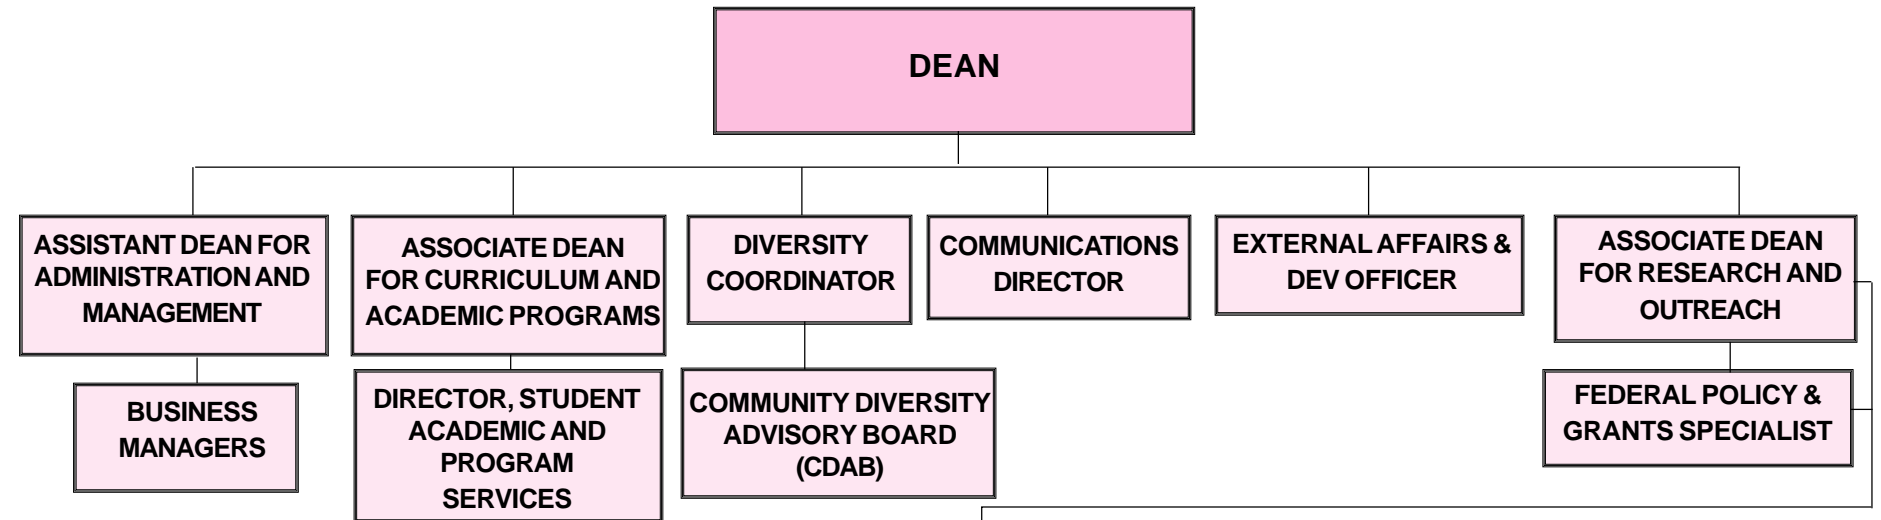 DEAN
ASSISTANT DEAN FOR
ADMINISTRATION AND
MANAGEMENT
ASSOCIATE DEAN
FOR CURRICULUM AND
ACADEMIC PROGRAMS
DIVERSITY
COORDINATOR
COMMUNICATIONS
DIRECTOR
EXTERNAL AFFAIRS &
DEV OFFICER
ASSOCIATE DEAN
FOR RESEARCH AND
OUTREACH
BUSINESS
MANAGERS
DIRECTOR, STUDENT
ACADEMIC AND
PROGRAM
SERVICES
COMMUNITY DIVERSITY
ADVISORY BOARD
(CDAB)
FEDERAL POLICY &
GRANTS SPECIALIST